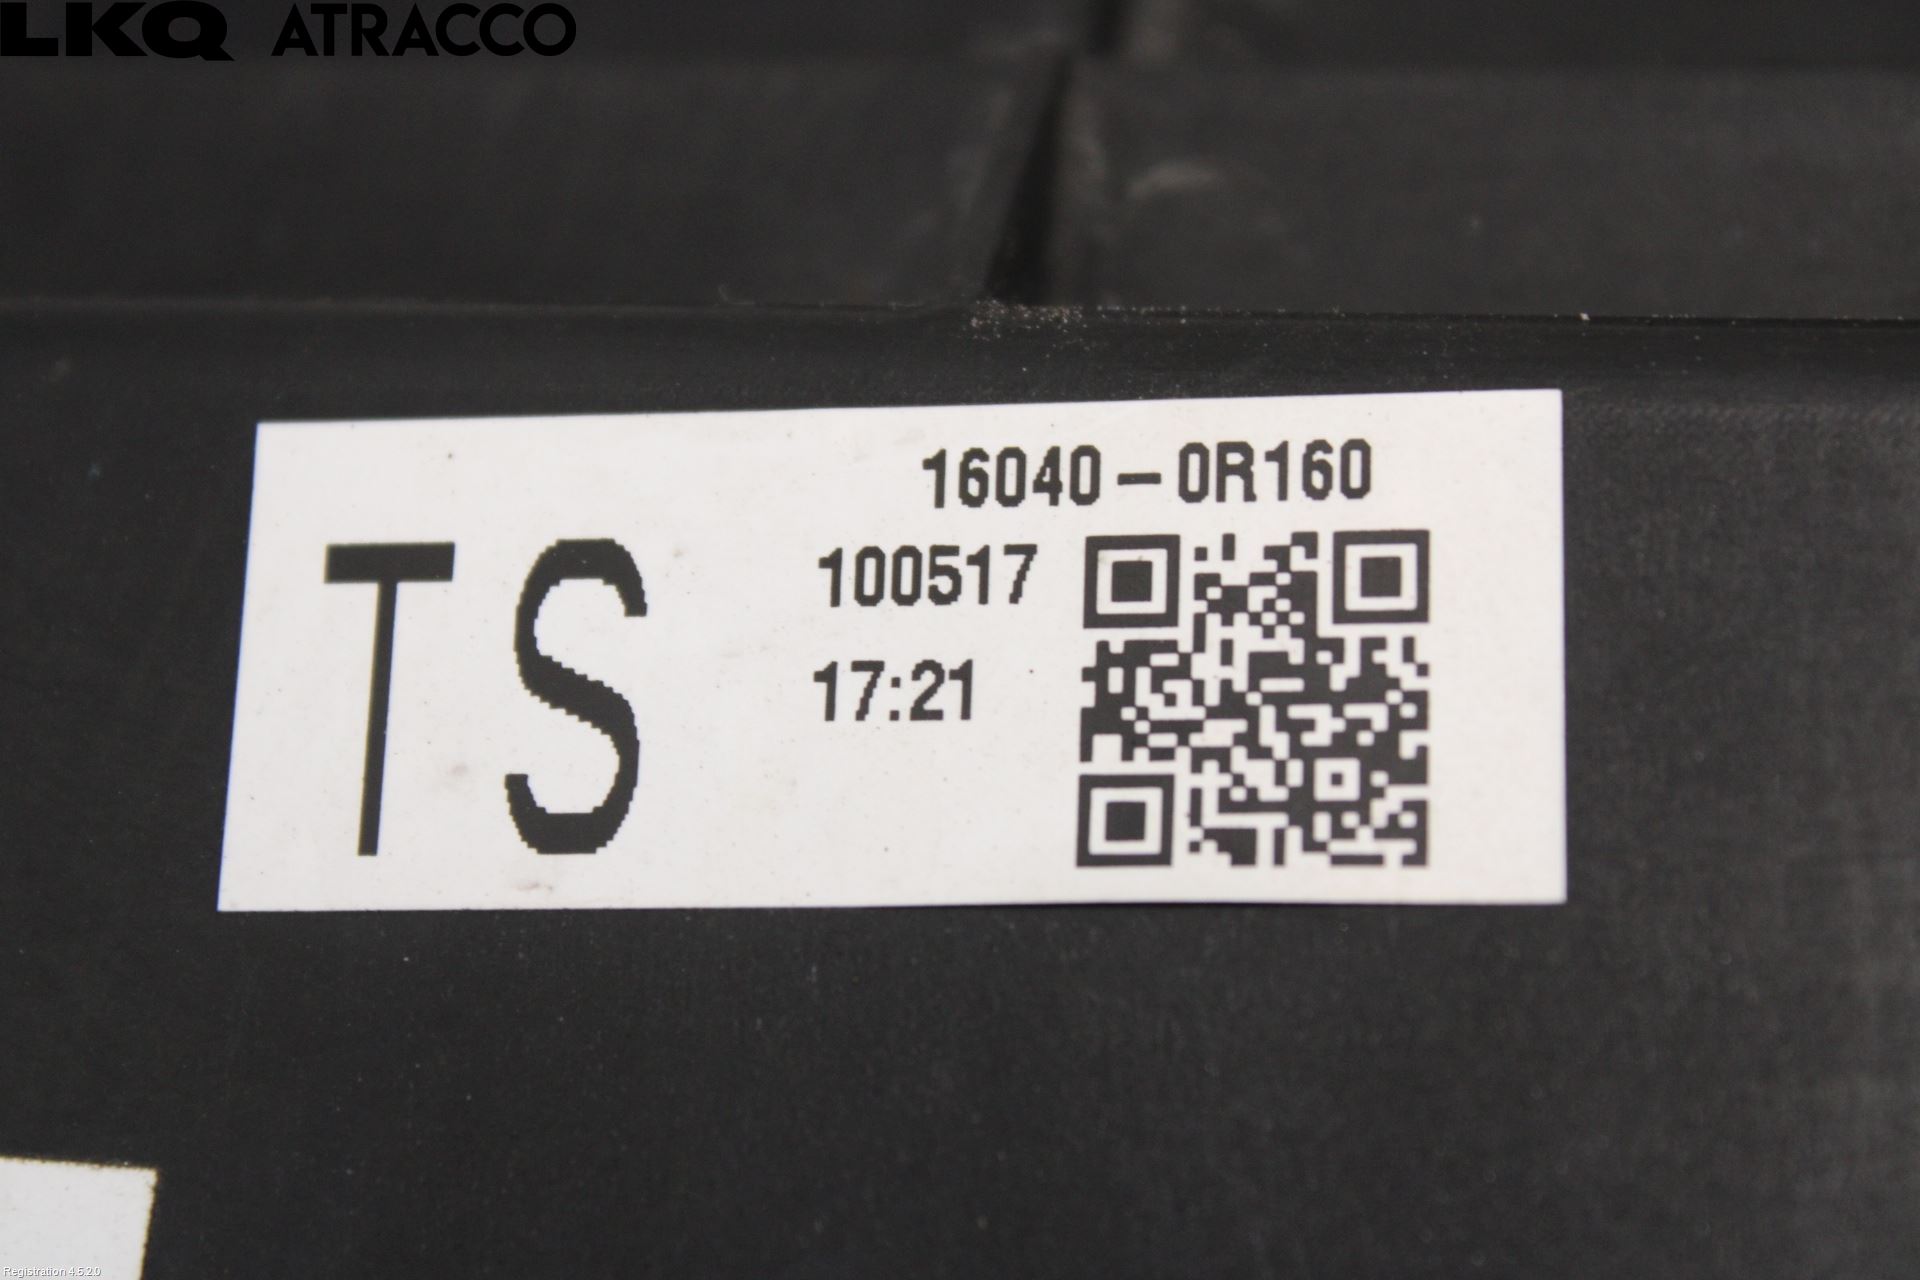 LKQ ATRACCO
16040-0R160
TS
100517
17:21
Registration 4.5.2.0